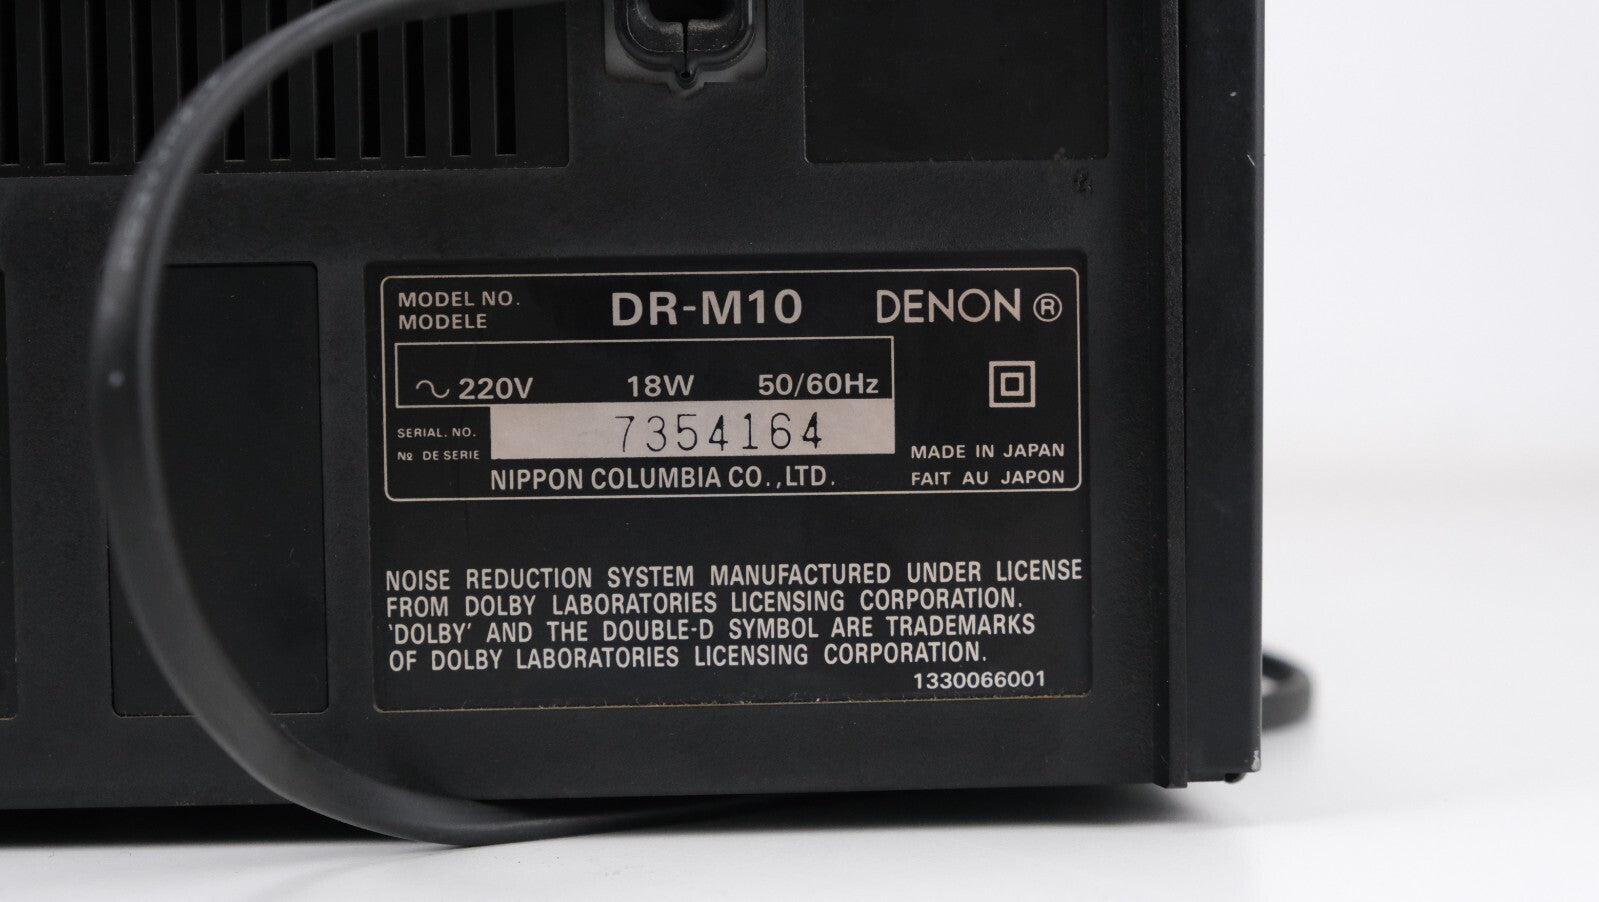 MODEL NO.
MODELE
DR-M10
DENON ®
220V 18W 50/60Hz
SERIAL. NO.
№ DE SERIE
7354164
NIPPON COLUMBIA CO.,LTD.
MADE IN JAPAN
FAIT AU JAPON
NOISE REDUCTION SYSTEM MANUFACTURED UNDER LICENSE
FROM DOLBY LABORATORIES LICENSING CORPORATION.
'DOLBY' AND THE DOUBLE-D SYMBOL ARE TRADEMARKS
OF DOLBY LABORATORIES LICENSING CORPORATION.
1330066001